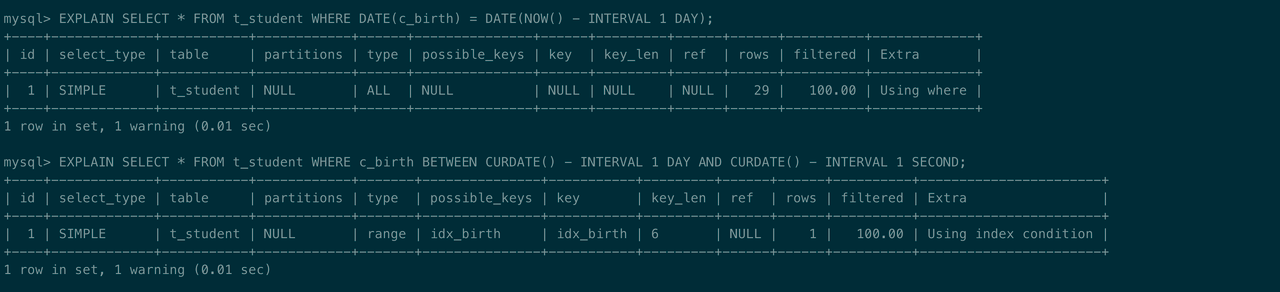 mysql> EXPLAIN SELECT * FROM t_student WHERE DATE(c_birth) = DATE(NOW() - INTERVAL 1 DAY);
+----+-------------+-----------+------------+------+---------------+------+---------+------+------+----------+-------------+
| id | select_type | table     | partitions | type | possible_keys | key  | key_len | ref  | rows | filtered | Extra       |
+----+-------------+-----------+------------+------+---------------+------+---------+------+------+----------+-------------+
|  1 | SIMPLE      | t_student | NULL       | ALL  | NULL          | NULL | NULL    | NULL |   29 |   100.00 | Using where |
+----+-------------+-----------+------------+------+---------------+------+---------+------+------+----------+-------------+
1 row in set, 1 warning (0.01 sec)

mysql> EXPLAIN SELECT * FROM t_student WHERE c_birth BETWEEN CURDATE() - INTERVAL 1 DAY AND CURDATE() - INTERVAL 1 SECOND;
+----+-------------+-----------+------------+-------+---------------+-----------+---------+------+------+----------+-----------------------+
| id | select_type | table     | partitions | type  | possible_keys | key       | key_len | ref  | rows | filtered | Extra                 |
+----+-------------+-----------+------------+-------+---------------+-----------+---------+------+------+----------+-----------------------+
|  1 | SIMPLE      | t_student | NULL       | range | idx_birth     | idx_birth | 6       | NULL |    1 |   100.00 | Using index condition |
+----+-------------+-----------+------------+-------+---------------+-----------+---------+------+------+----------+-----------------------+
1 row in set, 1 warning (0.01 sec)